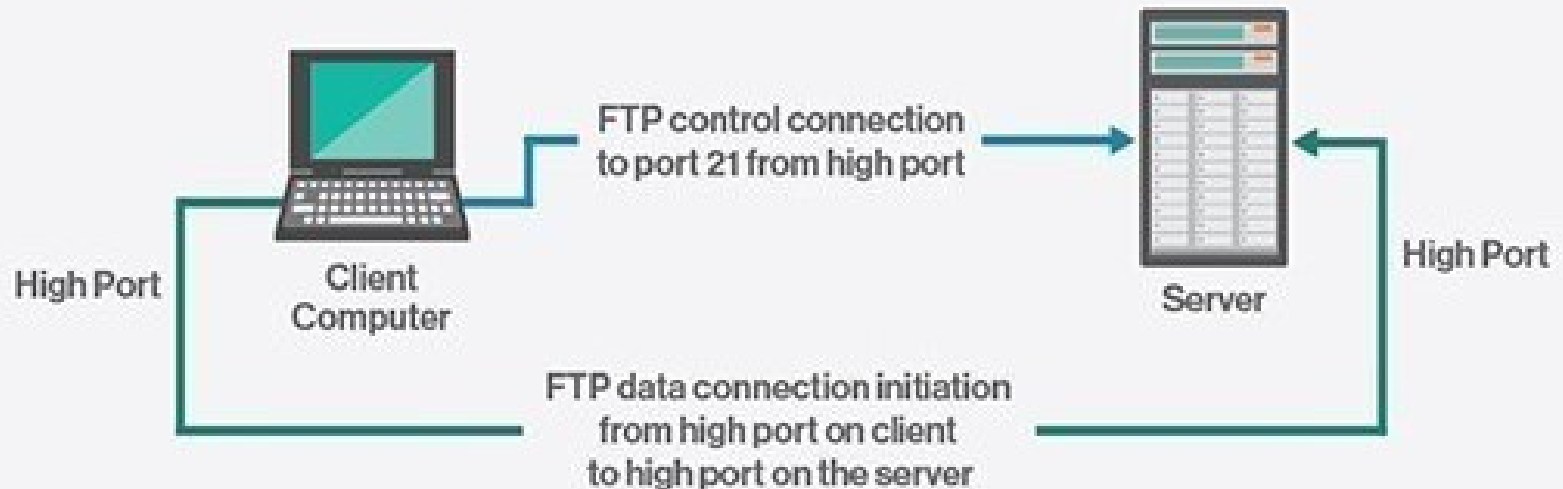 FTP control connection
to port 21 from high port
High Port
Client
Computer
Server
High Port
FTP data connection initiation
from high port on client
to high port on the server